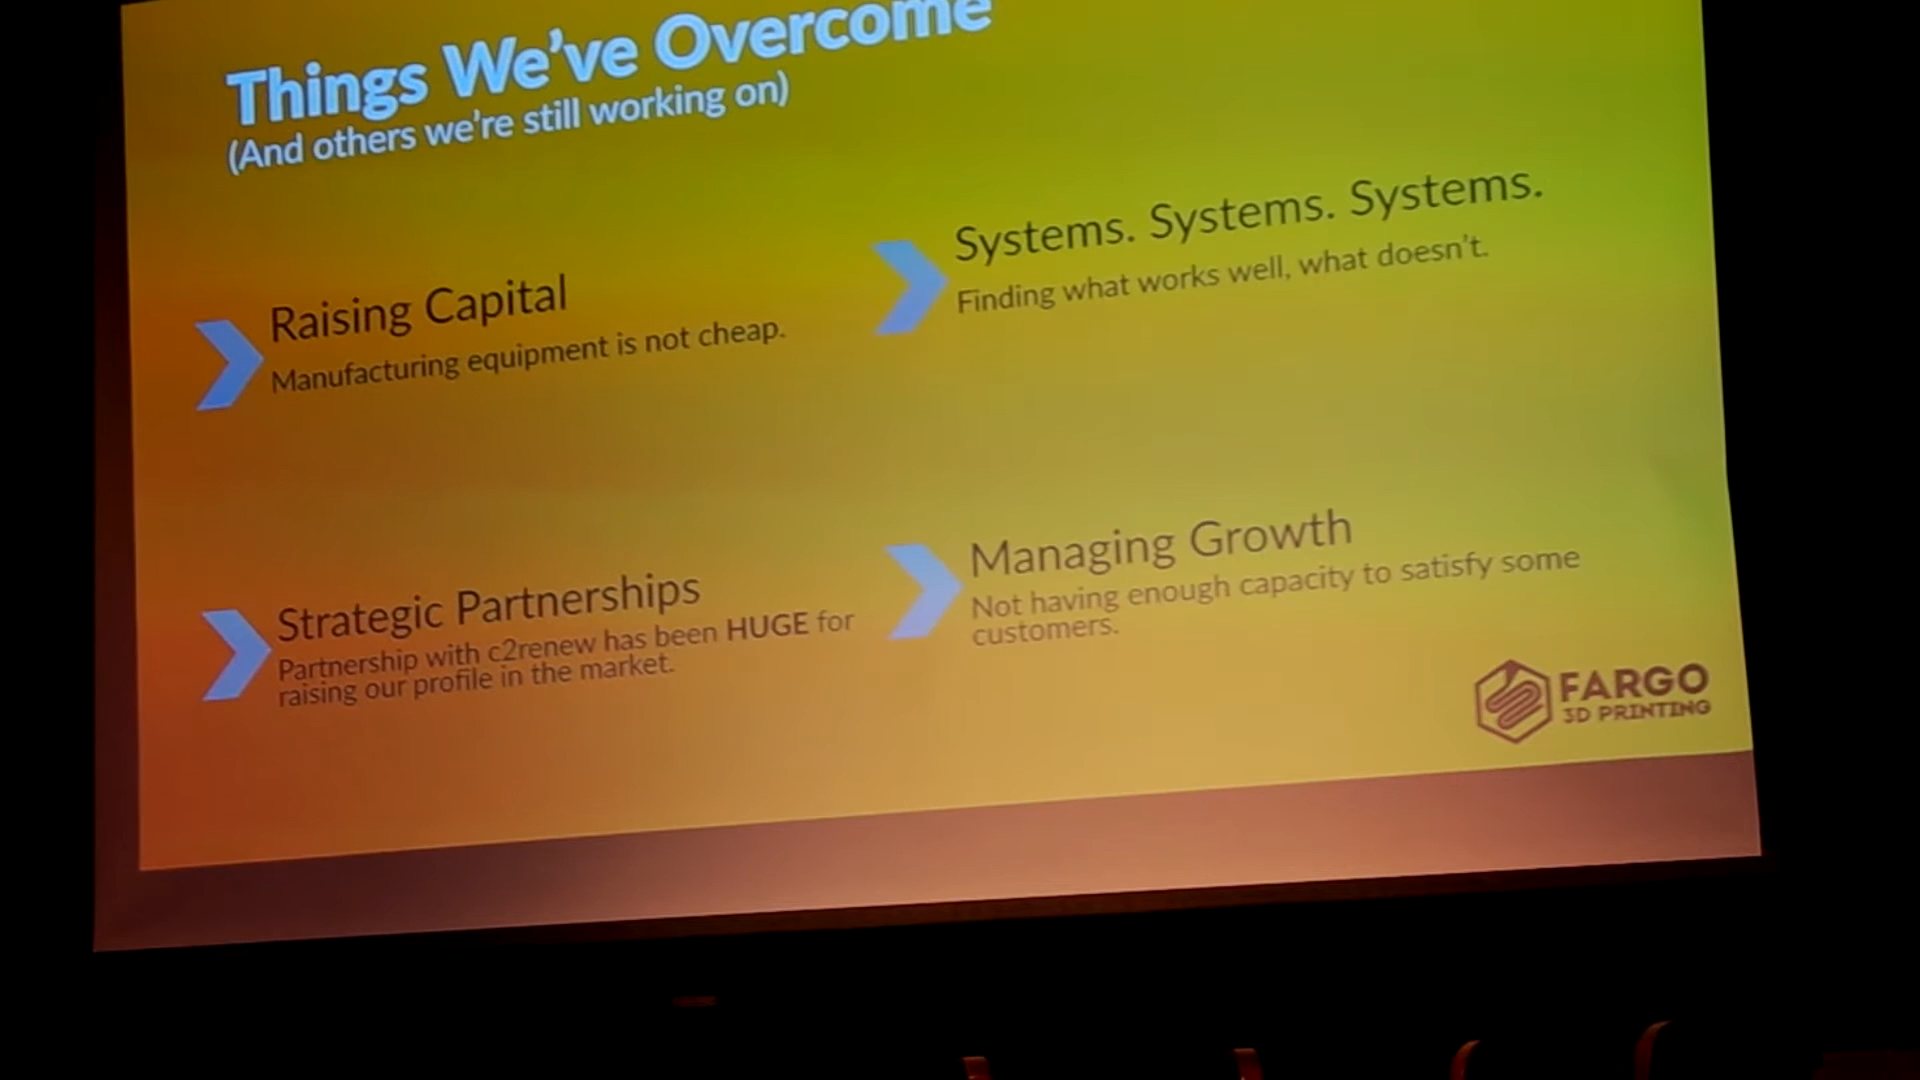 Things We've Overcome
(And others we're still working on)
Raising Capital
Manufacturing equipment is not cheap.
Systems. Systems. Systems.
Finding what works well, what doesn't.
Strategic Partnerships
Partnership with c2renew has been HUGE for
raising our profile in the market.
Managing Growth
Not having enough capacity to satisfy some
customers.
FARGO
3D PRINTING